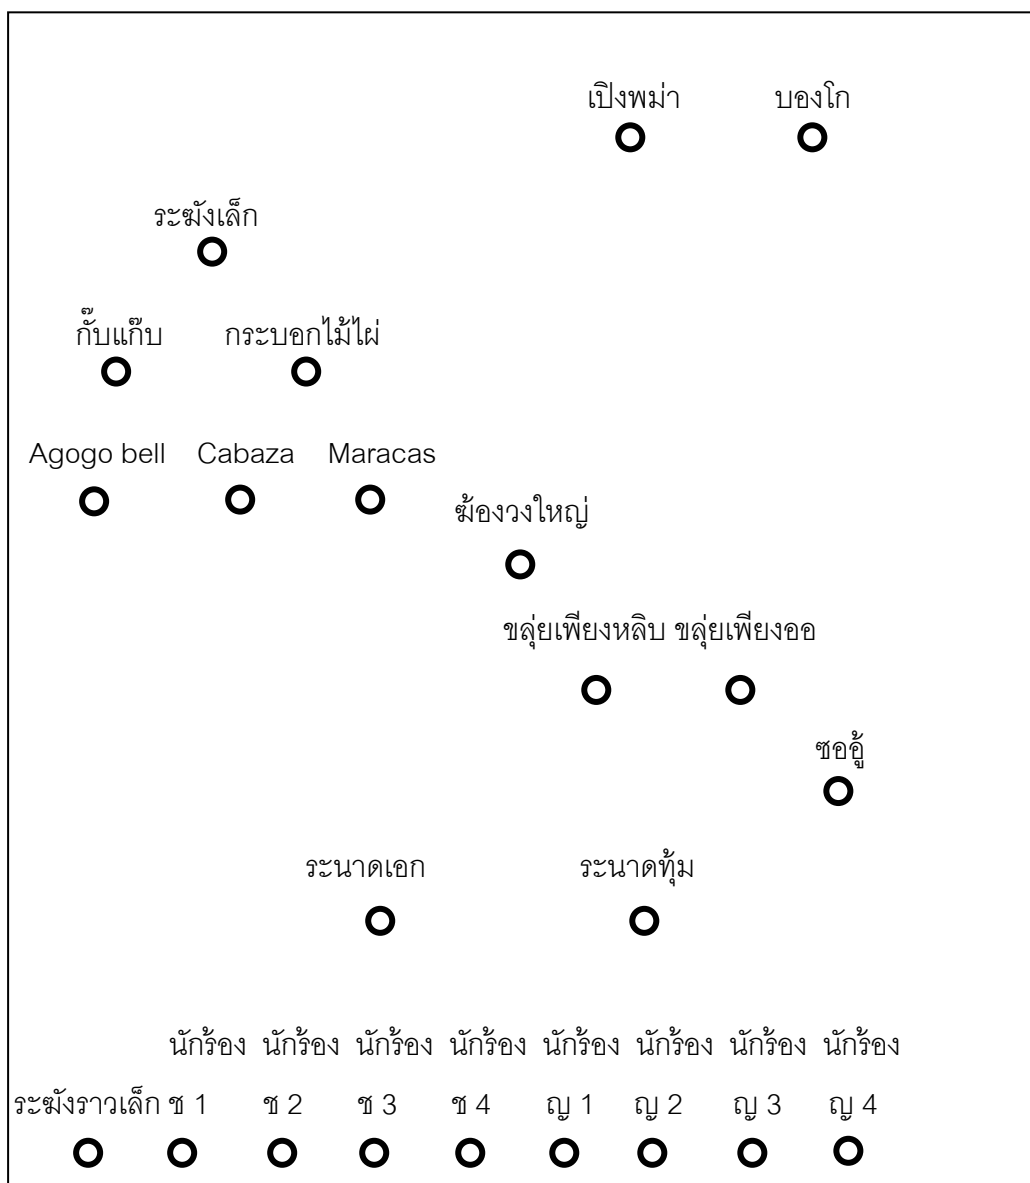 เปิงพม่า บองโก
ระฆังเล็ก
กั๊บแก๊บ กระบอกไม้ไผ่
Agogo bell Cabaza Maracas
ฆ้องวงใหญ่
ขลุ่ยเพียงหลิบ ขลุ่ยเพียงออ
ซออู้
ระนาดเอก ระนาดทุ้ม
นักร้อง นักร้อง นักร้อง นักร้อง นักร้อง นักร้อง นักร้อง นักร้อง
ระฆังราวเล็ก ช 1 ช 2 ช 3 ช 4 ญ 1 ญ 2 ญ 3 ญ 4